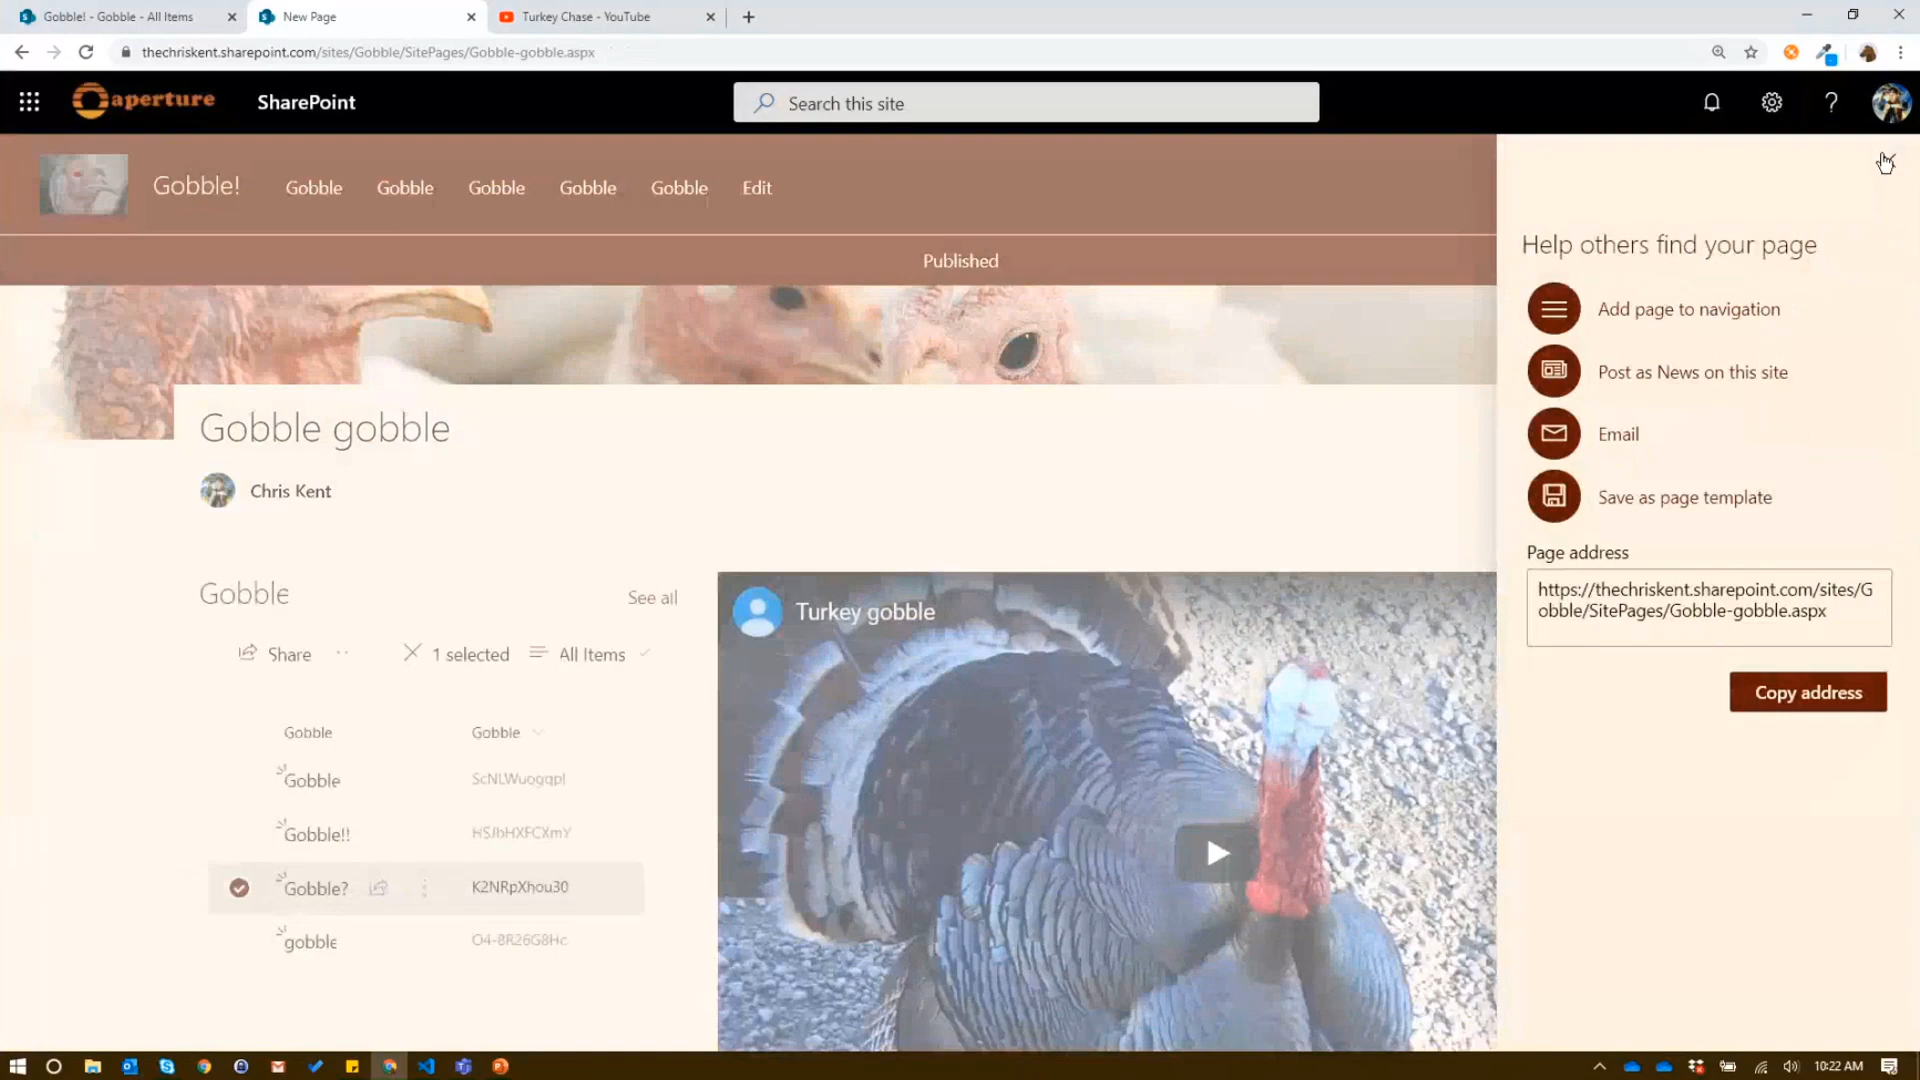 Gobble! - Gobble - All Items
New Page
Turkey Chase - YouTube
thechriskent.sharepoint.com/sites/Gobble/SitePages/Gobble-gobble.aspx
aperture
SharePoint
Search this site
Gobble!
Gobble
Gobble
Gobble
Gobble
Gobble
Edit
Published
Gobble gobble
Chris Kent
Gobble
See all
Share
1 selected
All Items
Gobble
Gobble
Gobble
ScNLWuogqpI
Gobble!!
HSJbHXFCXmY
Gobble?
K2NRpXhou30
gobble
O4-8R26G8Hc
Turkey gobble
Help others find your page
Add page to navigation
Post as News on this site
Email
Save as page template
Page address
https://thechriskent.sharepoint.com/sites/G
obble/SitePages/Gobble-gobble.aspx
Copy address
10:22 AM